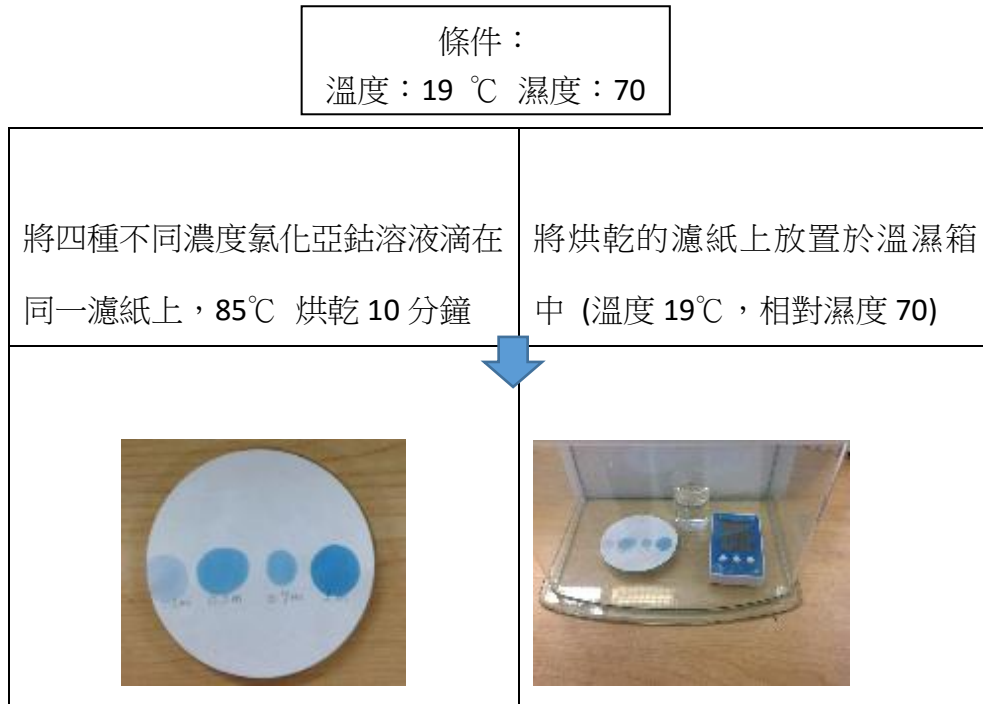 條件：
溫度：19 ℃ 濕度：70
將四種不同濃度氯化亞鈷溶液滴在
同一濾紙上，85℃ 烘乾 10 分鐘
將烘乾的濾紙上放置於溫濕箱
中 (溫度 19℃，相對濕度 70)